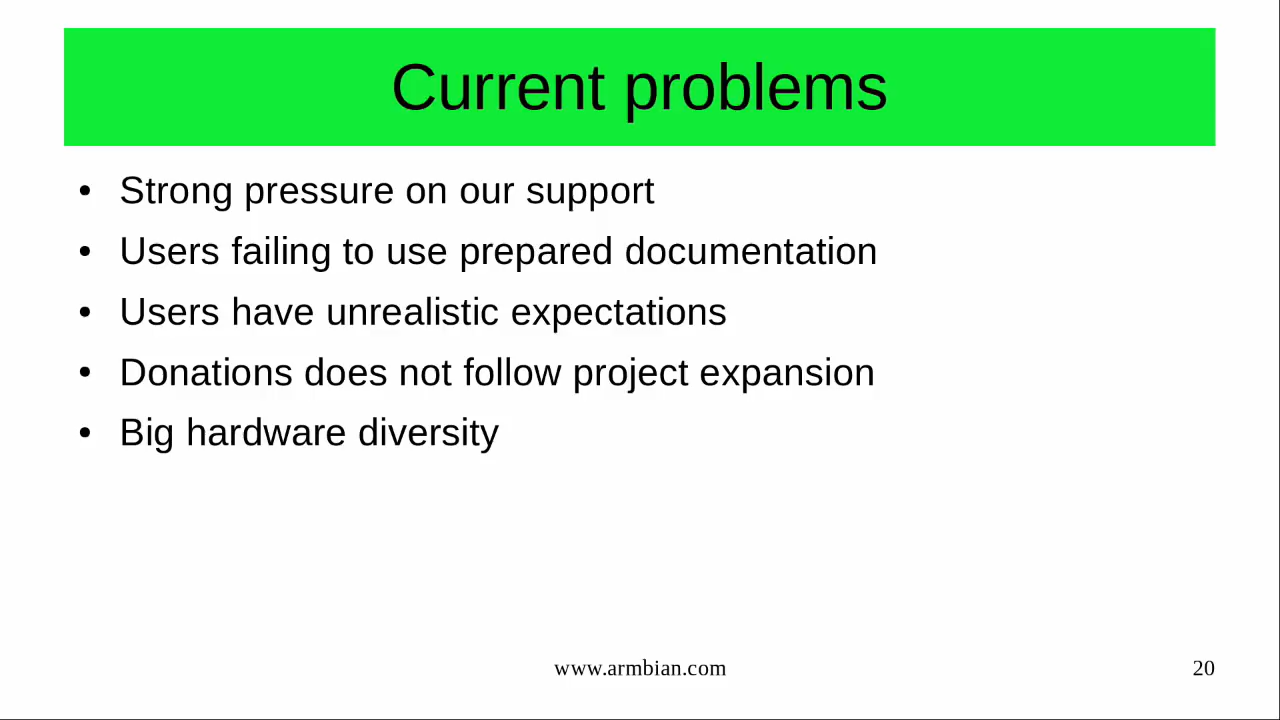 Current problems
• Strong pressure on our support
• Users failing to use prepared documentation
• Users have unrealistic expectations
• Donations does not follow project expansion
• Big hardware diversity
www.armbian.com
20